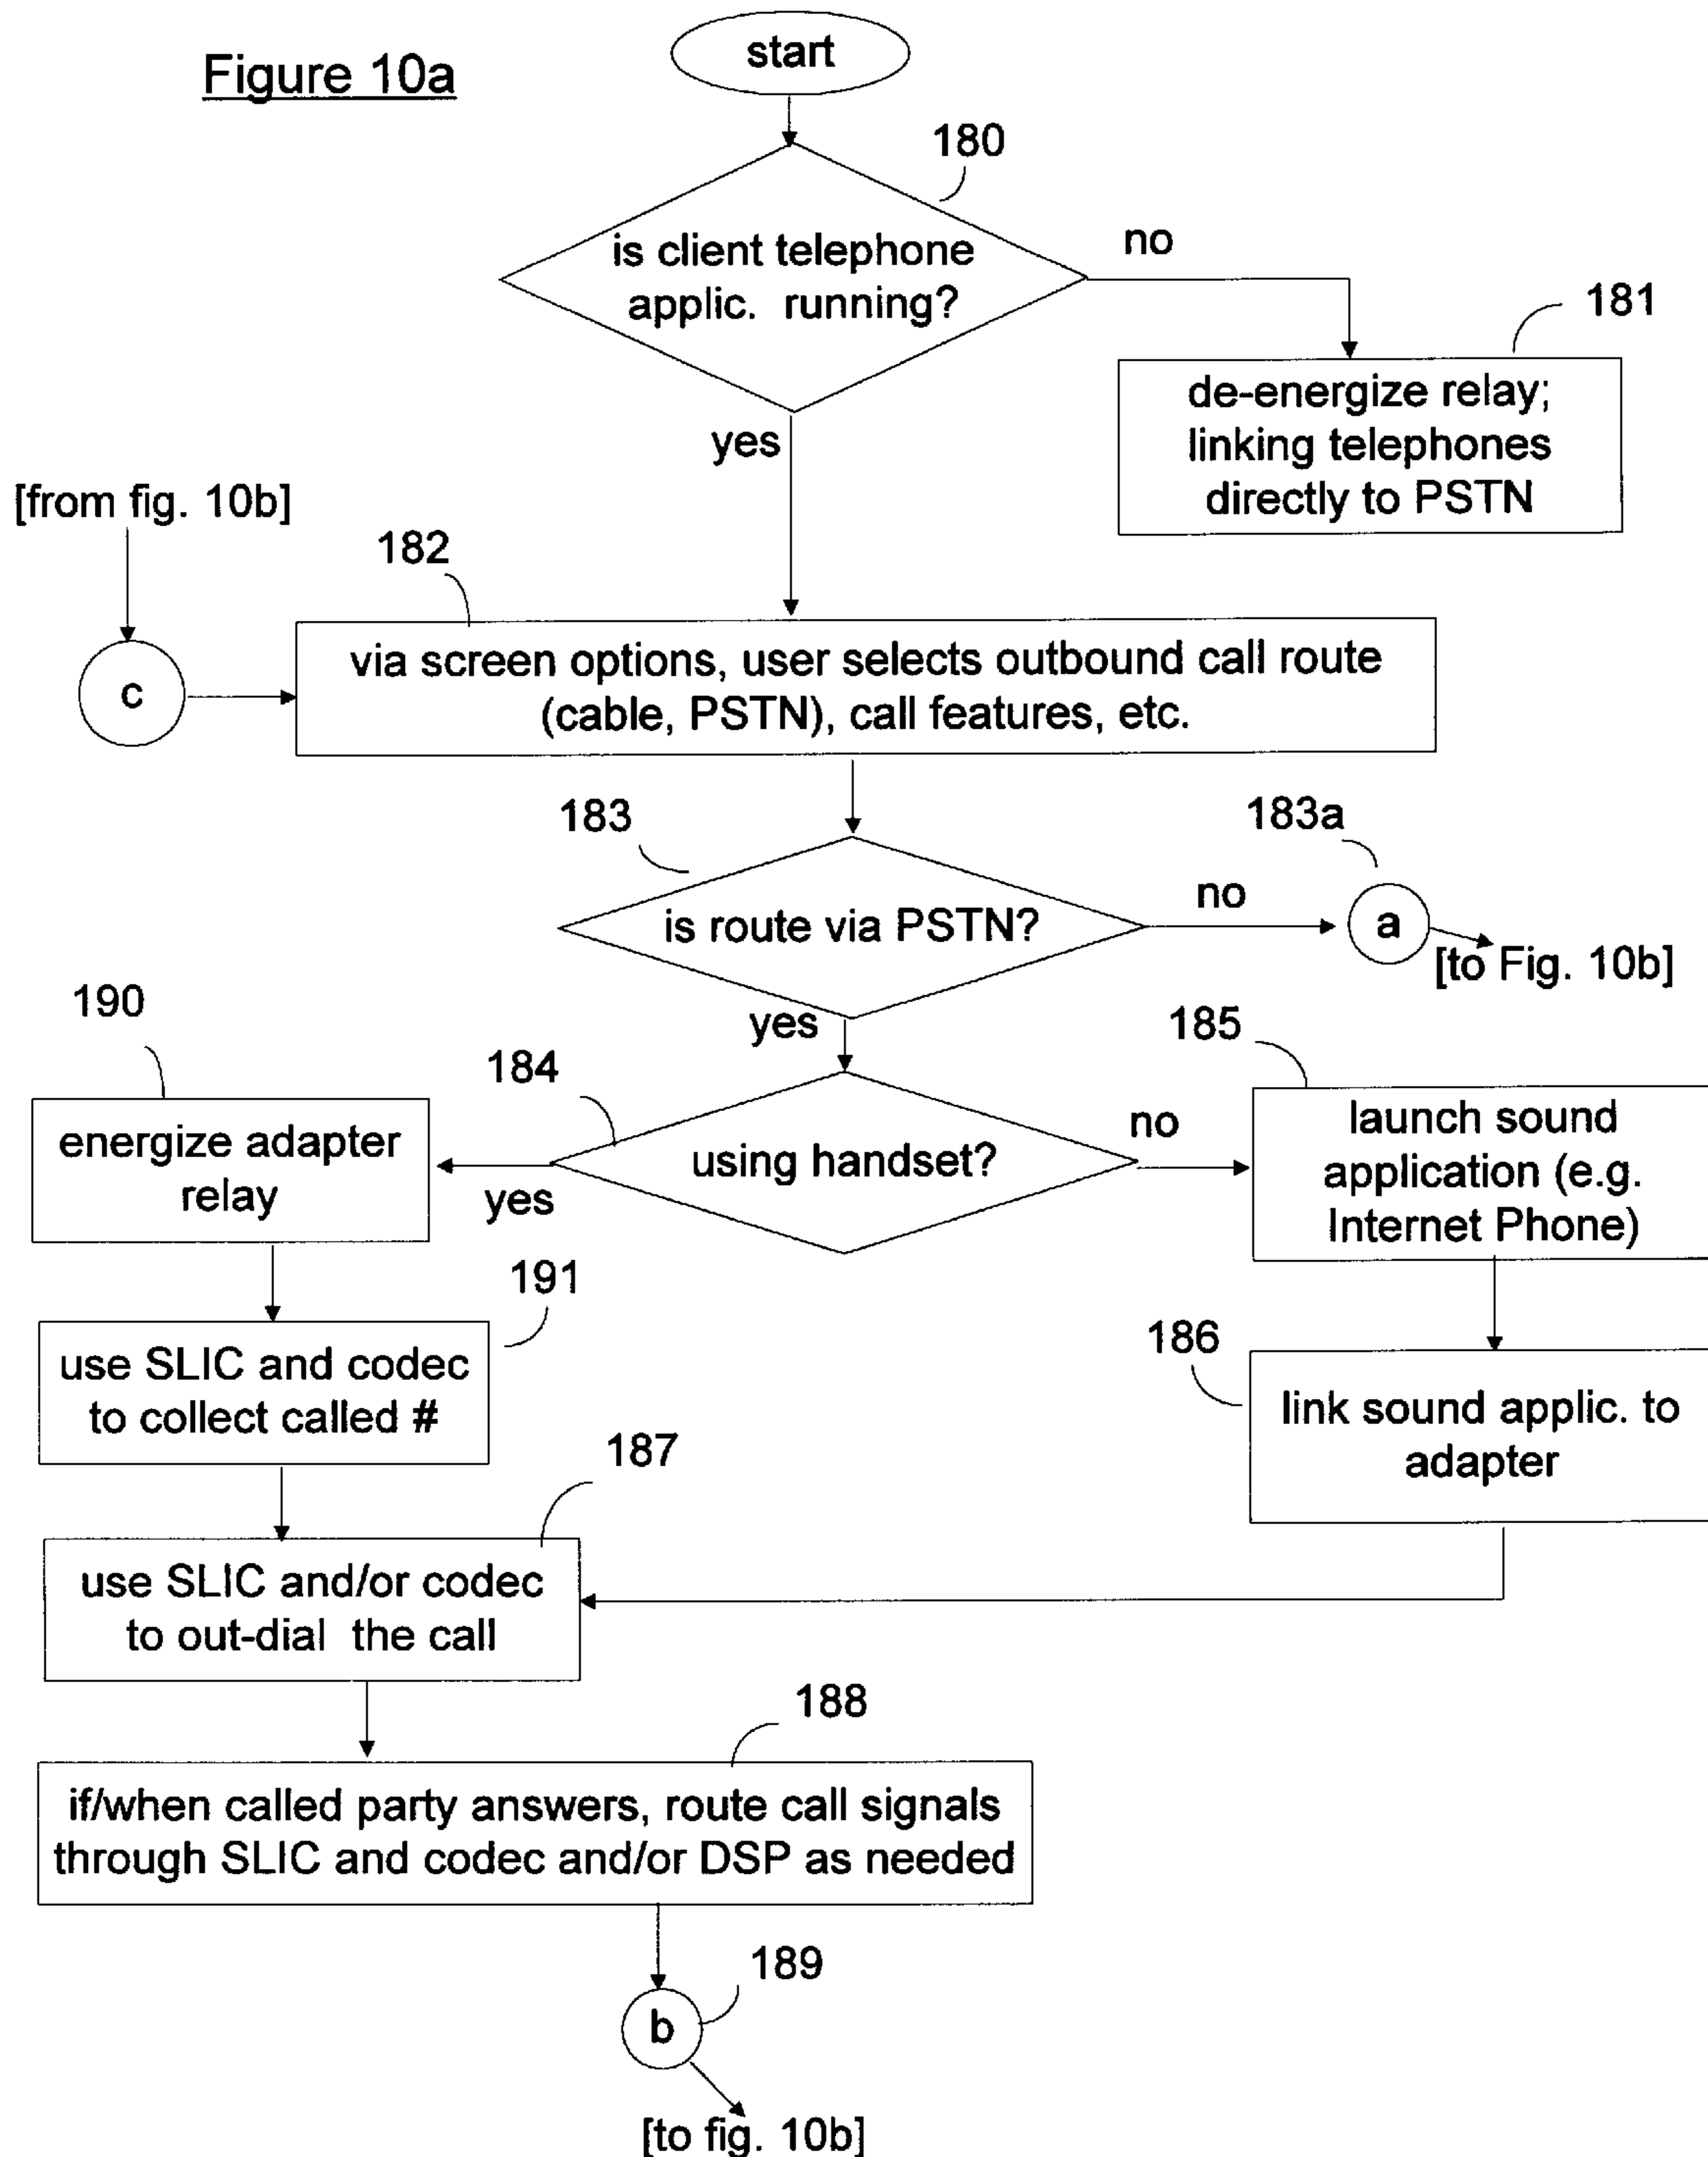 Figure 10a
start
180
is client telephone
applic. running?
no
181
de-energize relay;
linking telephones
directly to PSTN
yes
[from fig. 10b]
182
c
via screen options, user selects outbound call route
(cable, PSTN), call features, etc.
183
183a
is route via PSTN?
no
a
[to Fig. 10b]
yes
190
184
185
energize adapter
relay
yes
using handset?
no
launch sound
application (e.g.
Internet Phone)
191
use SLIC and codec
to collect called #
186
link sound applic. to
adapter
187
use SLIC and/or codec
to out-dial the call
188
if/when called party answers, route call signals
through SLIC and codec and/or DSP as needed
189
b
[to fig. 10b]